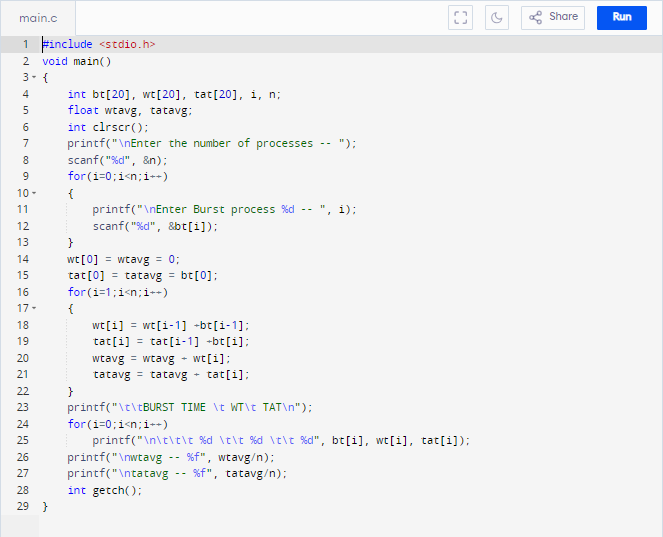 main.c Share Run
1 #include <stdio.h>
2 void main()
3 {
4 int bt[20], wt[20], tat[20], i, n;
5 float wtavg, tatavg;
6 int clrscr();
7 printf("\nEnter the number of processes -- ");
8 scanf("%d", &n);
9 for(i=0;i<n;i++)
10 {
11 printf("\nEnter Burst process %d -- ", i);
12 scanf("%d", &bt[i]);
13 }
14 wt[0] = wtavg = 0;
15 tat[0] = tatavg = bt[0];
16 for(i=1;i<n;i++)
17 {
18 wt[i] = wt[i-1] +bt[i-1];
19 tat[i] = tat[i-1] +bt[i];
20 wtavg = wtavg + wt[i];
21 tatavg = tatavg + tat[i];
22 }
23 printf("\t\tBURST TIME \t WT\t TAT\n");
24 for(i=0;i<n;i++)
25 printf("\n\t\t\t %d \t\t %d \t\t %d", bt[i], wt[i], tat[i]);
26 printf("\nwtavg -- %f", wtavg/n);
27 printf("\ntatavg -- %f", tatavg/n);
28 int getch();
29 }